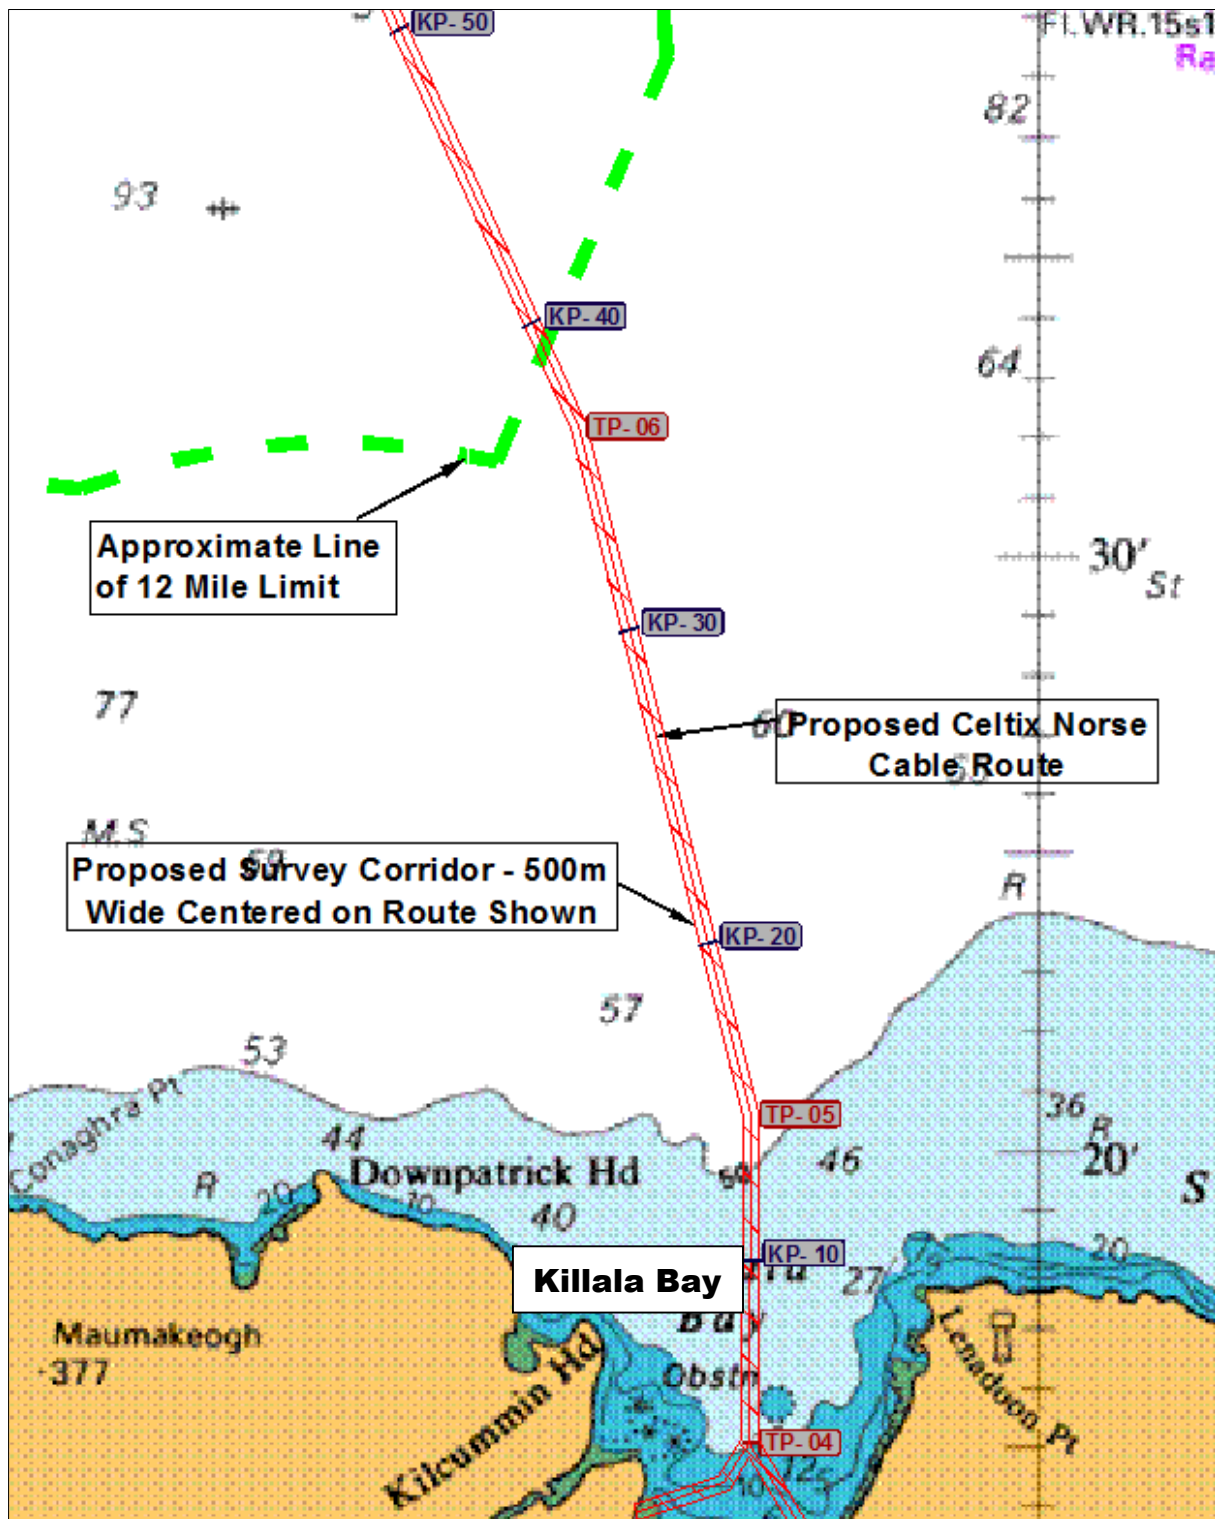 KP- 50
Fl.WR.15s1
Ra
82
93
KP- 40
64
TP- 06
Approximate Line
of 12 Mile Limit
30'
St
KP- 30
77
Proposed Celtix Norse
Cable Route
M.S
R
Proposed Survey Corridor - 500m
Wide Centered on Route Shown
KP- 20
57
53
Conaghra Pt
TP- 05
36
R
44
46
20'
Downpatrick Hd
R
20
10
40
S
KP- 10
20
Killala Bay
27
Bay
Maumakeogh
·377
Kilcummin Hd
Obstn
Lenadoon Pt
TP- 04
10